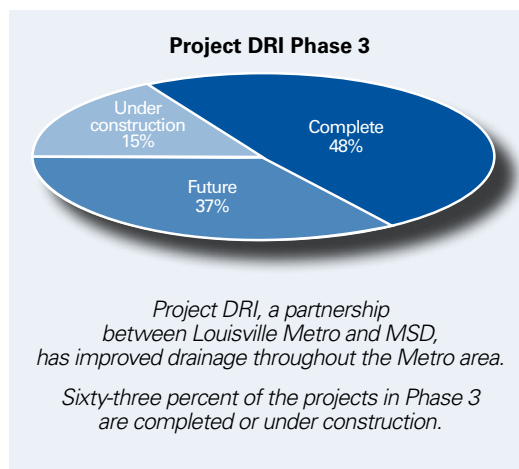 Project DRI Phase 3
Under
construction
15%
Complete
48%
Future
37%
Project DRI, a partnership
between Louisville Metro and MSD,
has improved drainage throughout the Metro area.
Sixty-three percent of the projects in Phase 3
are completed or under construction.